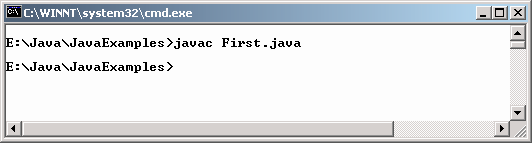 C:\WINNT\system32\cmd.exe
E:\Java\JavaExamples>javac First.java
E:\Java\JavaExamples>